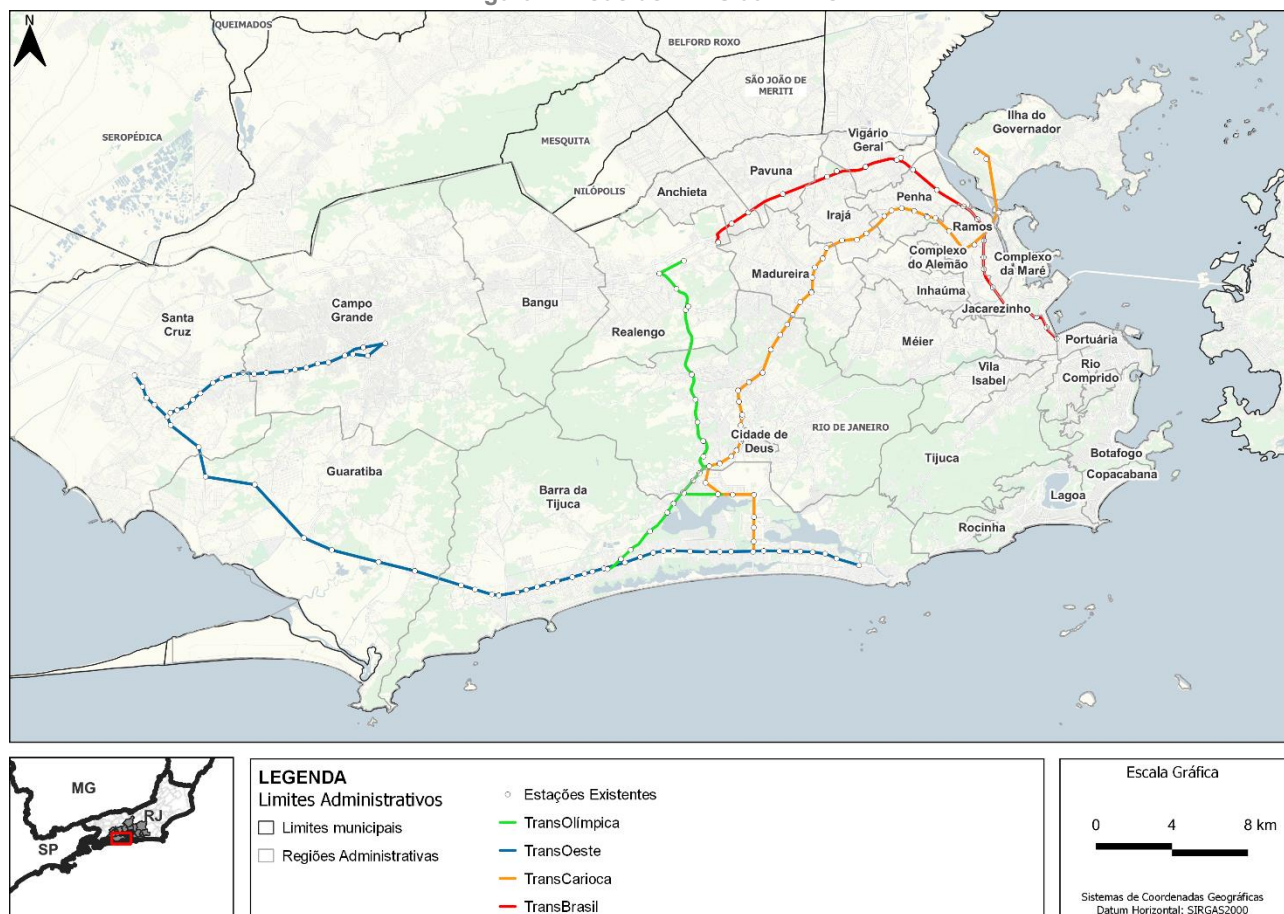 N
QUEIMADOS
BELFORD ROXO
SÃO JOÃO DE
MERITI
SEROPÉDICA
MESQUITA
NILÓPOLIS
Ilha do
Governador
Vigário
Geral
Pavuna
Anchieta
Penha
Irajá
Ramos
Complexo
do Alemão
Complexo
da Maré
Madureira
Inhaúma
Jacarezinho
Santa
Cruz
Campo
Grande
Bangu
Realengo
Méier
Portuária
Vila
Isabel
Rio
Comprido
Cidade de
Deus
RIO DE JANEIRO
Guaratiba
Barra da
Tijuca
Tijuca
Botafogo
Copacabana
Lagoa
Rocinha
MG
RJ
SP
LEGENDA
Limites Administrativos
Limites municipais
Regiões Administrativas
Estações Existentes
TransOlímpica
TransOeste
TransCarioca
TransBrasil
Escala Gráfica
0 4 8 km
Sistemas de Coordenadas Geográficas
Datum Horizontal: SIRGAS2000